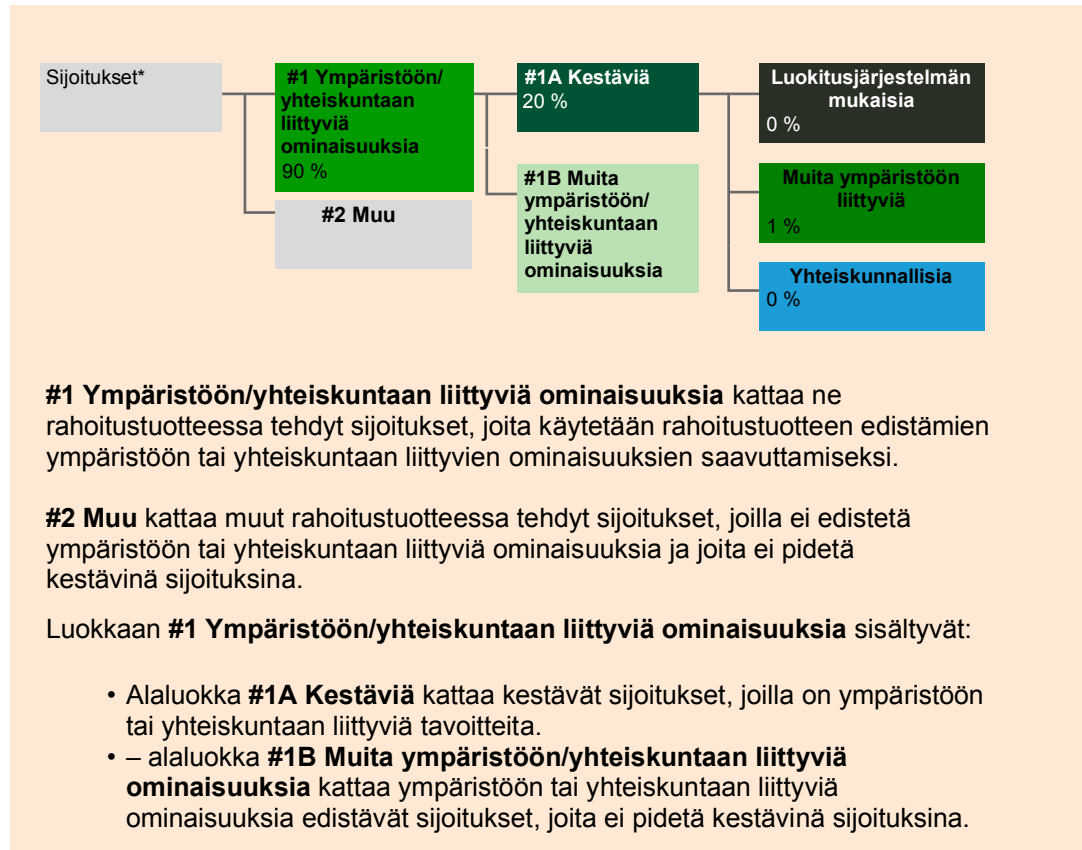 Sijoitukset*
#1 Ympäristöön/
yhteiskuntaan
liittyviä
ominaisuuksia
90 %
#2 Muu
#1A Kestäviä
20 %
#1B Muita
ympäristöön/
yhteiskuntaan
liittyviä
ominaisuuksia
Luokitusjärjestelmän
mukaisia
0 %
Muita ympäristöön
liittyviä
1 %
Yhteiskunnallisia
0 %
#1 Ympäristöön/yhteiskuntaan liittyviä ominaisuuksia kattaa ne
rahoitustuotteessa tehdyt sijoitukset, joita käytetään rahoitustuotteen edistämien
ympäristöön tai yhteiskuntaan liittyvien ominaisuuksien saavuttamiseksi.
#2 Muu kattaa muut rahoitustuotteessa tehdyt sijoitukset, joilla ei edistetä
ympäristöön tai yhteiskuntaan liittyviä ominaisuuksia ja joita ei pidetä
kestävinä sijoituksina.
Luokkaan #1 Ympäristöön/yhteiskuntaan liittyviä ominaisuuksia sisältyvät:
• Alaluokka #1A Kestäviä kattaa kestävät sijoitukset, joilla on ympäristöön
tai yhteiskuntaan liittyviä tavoitteita.
• – alaluokka #1B Muita ympäristöön/yhteiskuntaan liittyviä
ominaisuuksia kattaa ympäristöön tai yhteiskuntaan liittyviä
ominaisuuksia edistävät sijoitukset, joita ei pidetä kestävinä sijoituksina.